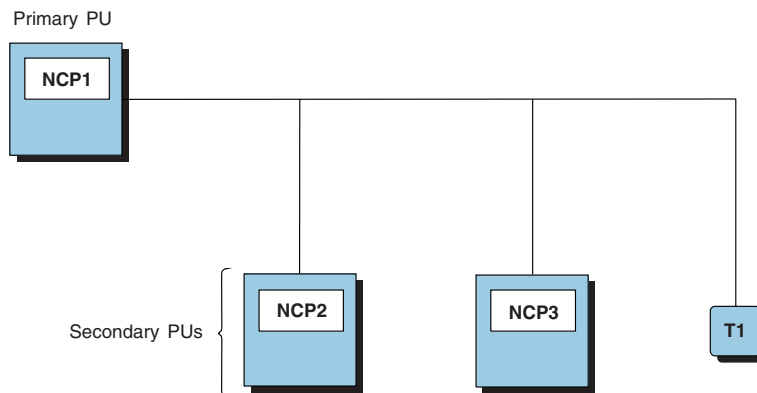 Primary PU
NCP1
NCP2
NCP3
Secondary PUs
T1